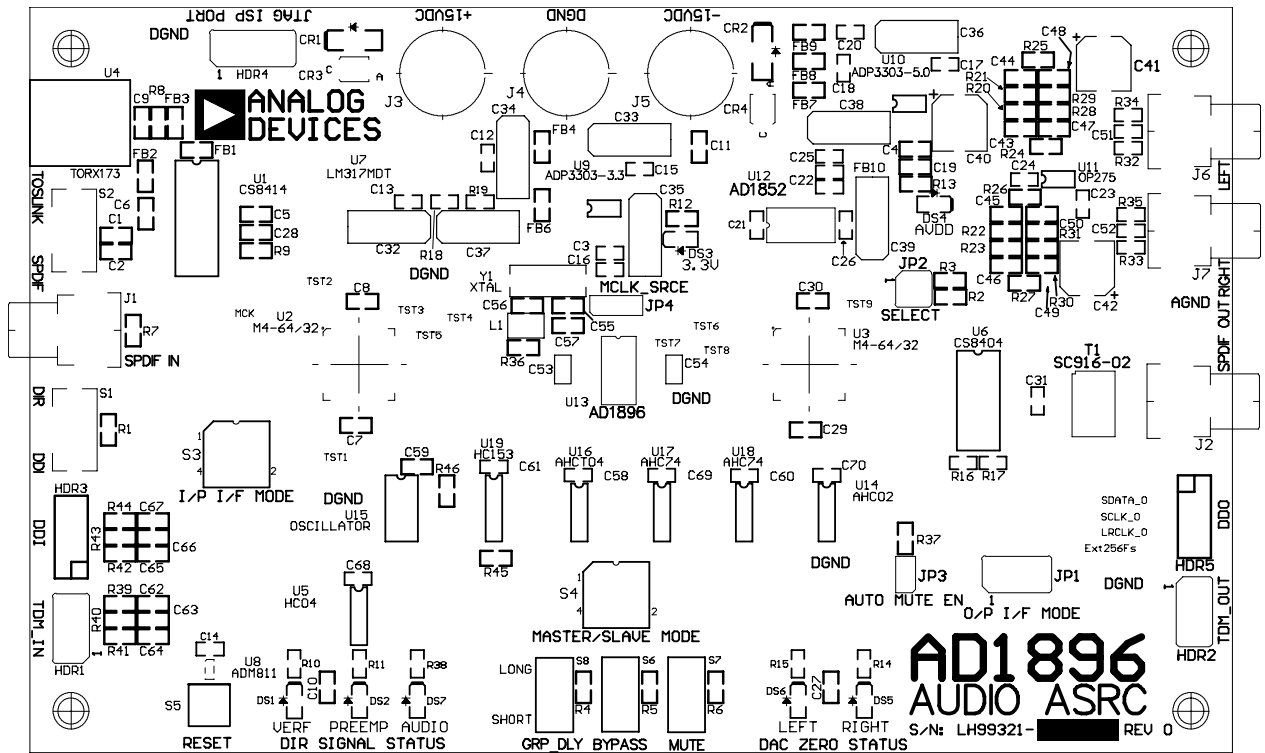 JTAG ISP PORT
DGND
HDR4
1
CR1
CR3
C
A
+15VDC
DGND
-15VDC
J3
J4
J5
CR2
CR4
C
FB9
FB8
FB7
C20
C18
C36
U10
ADP3303-5.0
C17
C38
+
C40
C44
R25
C48
+
C41
R21
R20
R29
R28
C47
C43
R24
R34
C51
R32
J6
LEFT
U4
C9
R8
FB3
TORX173
ANALOG
DEVICES
C34
C12
FB4
C33
C11
U9
ADP3303-3.3
C15
FB2
FB1
U7
LM317MDT
U1
CS8414
TOSLINK
SPDIF
S2
C6
C1
C2
C5
C28
R9
C13
R19
FB6
C32
R18
C37
DGND
C35
R12
DS3
3.3V
C3
C16
MCLK_SRCE
JP4
U12
AD1852
C21
C26
C25
C22
FB10
C39
C4
C19
R13
DS4
AVDD
JP2
SELECT
R3
R2
C24
U11
OP275
C23
R26
C45
R22
R23
C46
R27
C50
R31
R30
C49
+
C42
R35
C52
R33
J7
RIGHT
AGND
SPDIF OUT
J1
R7
SPDIF IN
MCK
U2
M4-64/32
C8
C7
TST2
TST3
TST4
TST5
TST1
Y1
XTAL
C56
C55
L1
C57
R36
C53
C54
U13
AD1896
DGND
TST6
TST7
TST8
TST9
C30
U3
M4-64/32
C29
U6
CS8404
R16
R17
C31
T1
SC916-02
J2
DIR
DDI
S1
R1
S3
1
4
2
I/P I/F MODE
C59
R46
DGND
U15
OSCILLATOR
U19
HC153
C61
R45
U16
AHCT04
C58
U17
AHC74
C69
U18
AHC74
C60
C70
U14
AHC02
DGND
HDR3
DDI
R44
C67
R43
C66
R42
C65
R39
C62
R40
C63
R41
C64
TDM_IN
HDR1
1
C68
U5
HC04
S4
1
4
2
MASTER/SLAVE MODE
R37
JP3
AUTO MUTE EN
JP1
1
O/P I/F MODE
SDATA_O
SCLK_O
LRCLK_O
Ext256Fs
DDO
HDR5
DGND
1
TDM_OUT
HDR2
C14
U8
ADM811
S5
RESET
R10
DS1
VERF
C10
R11
DS2
PREEMP
R38
DS7
AUDIO
DIR SIGNAL STATUS
LONG
SHORT
S8
R4
GRP_DLY
S6
R5
BYPASS
S7
R6
MUTE
R15
DS6
LEFT
C27
R14
DS5
RIGHT
DAC ZERO STATUS
AD1896
AUDIO ASRC
S/N: LH99321-
REV 0